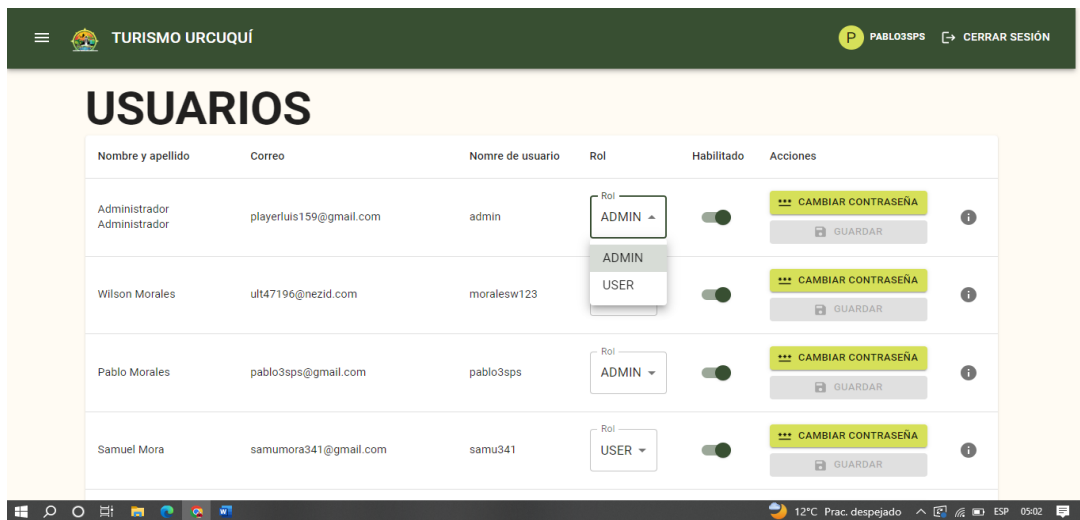 TURISMO URCUQUÍ
P PABLO3SPS CERRAR SESIÓN
USUARIOS
Nombre y apellido Correo Nomre de usuario Rol Habilitado Acciones
Administrador
Administrador
playerluis159@gmail.com
admin
Rol
ADMIN
CAMBIAR CONTRASEÑA
GUARDAR
ADMIN
USER
Wilson Morales
ult47196@nezid.com
moralesw123
CAMBIAR CONTRASEÑA
GUARDAR
Pablo Morales
pablo3sps@gmail.com
pablo3sps
Rol
ADMIN
CAMBIAR CONTRASEÑA
GUARDAR
Samuel Mora
samumora341@gmail.com
samu341
Rol
USER
CAMBIAR CONTRASEÑA
GUARDAR
12°C Prac. despejado ESP 05:02